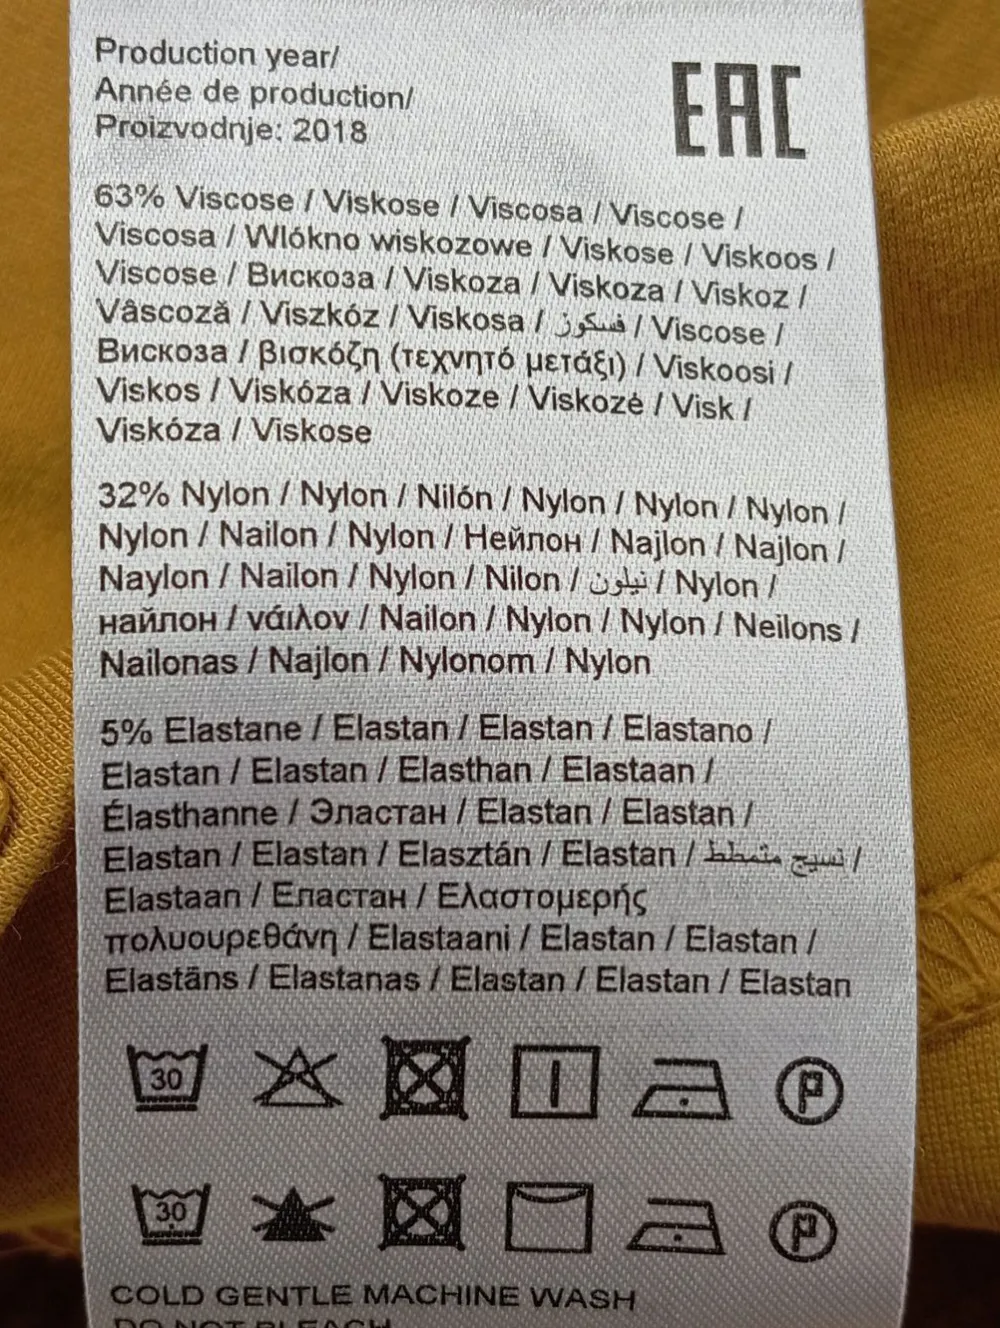 Production year/
Année de production/
Proizvodnje: 2018
EAC
63% Viscose / Viskose / Viscosa / Viscose /
Viscosa / Wlókno wiskozowe / Viskose / Viskoos /
Viscose / Вискоза / Viskoza / Viskoza / Viskoz /
Vâscoză / Viszkóz / Viskosa / فسكوز / Viscose /
Вискоза / βισκόζη (τεχνητό μετάξι) / Viskoosi /
Viskos / Viskóza / Viskoze / Viskozė / Visk /
Viskóza / Viskose
32% Nylon / Nylon / Nilón / Nylon / Nylon / Nylon /
Nylon / Nailon / Nylon / Нейлон / Najlon / Najlon /
Naylon / Nailon / Nylon / Nilon / نيلون / Nylon /
найлон / νάιλον / Nailon / Nylon / Nylon / Neilons /
Nailonas / Najlon / Nylonom / Nylon
5% Elastane / Elastan / Elastan / Elastano /
Elastan / Elastan / Elasthan / Elastaan /
Élasthanne / Эластан / Elastan / Elastan /
Elastan / Elastan / Elasztán / Elastan / نسيج متمطط /
Elastaan / Еластан / Ελαστομερής
πολυουρεθάνη / Elastaani / Elastan / Elastan /
Elastāns / Elastanas / Elastan / Elastan / Elastan
30 P
30 P
COLD GENTLE MACHINE WASH
DO NOT BLEACH